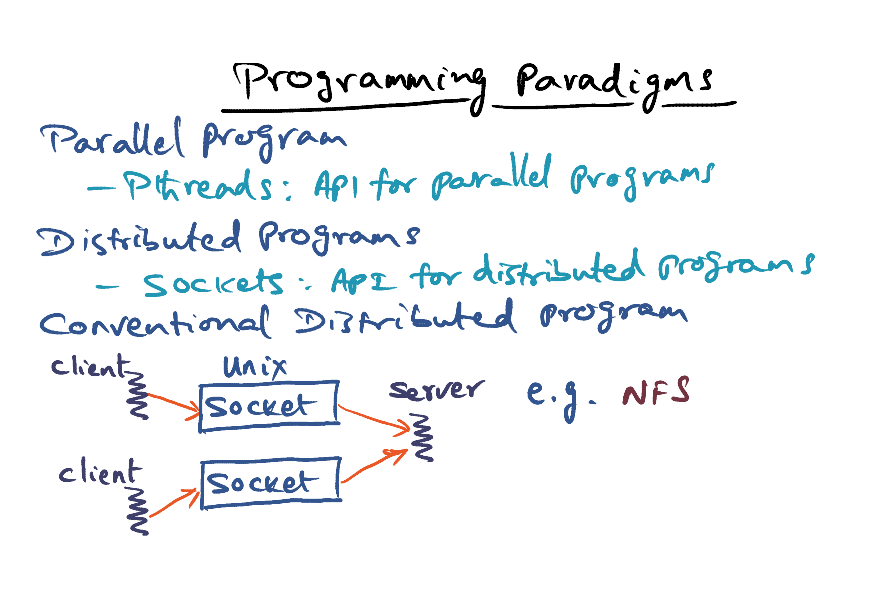 Programming Paradigms
Parallel program
- Pthreads: API for parallel programs
Distributed programs
- Sockets: API for distributed programs
Conventional Distributed program
client
Unix
Socket
server
e.g. NFS
client
Socket